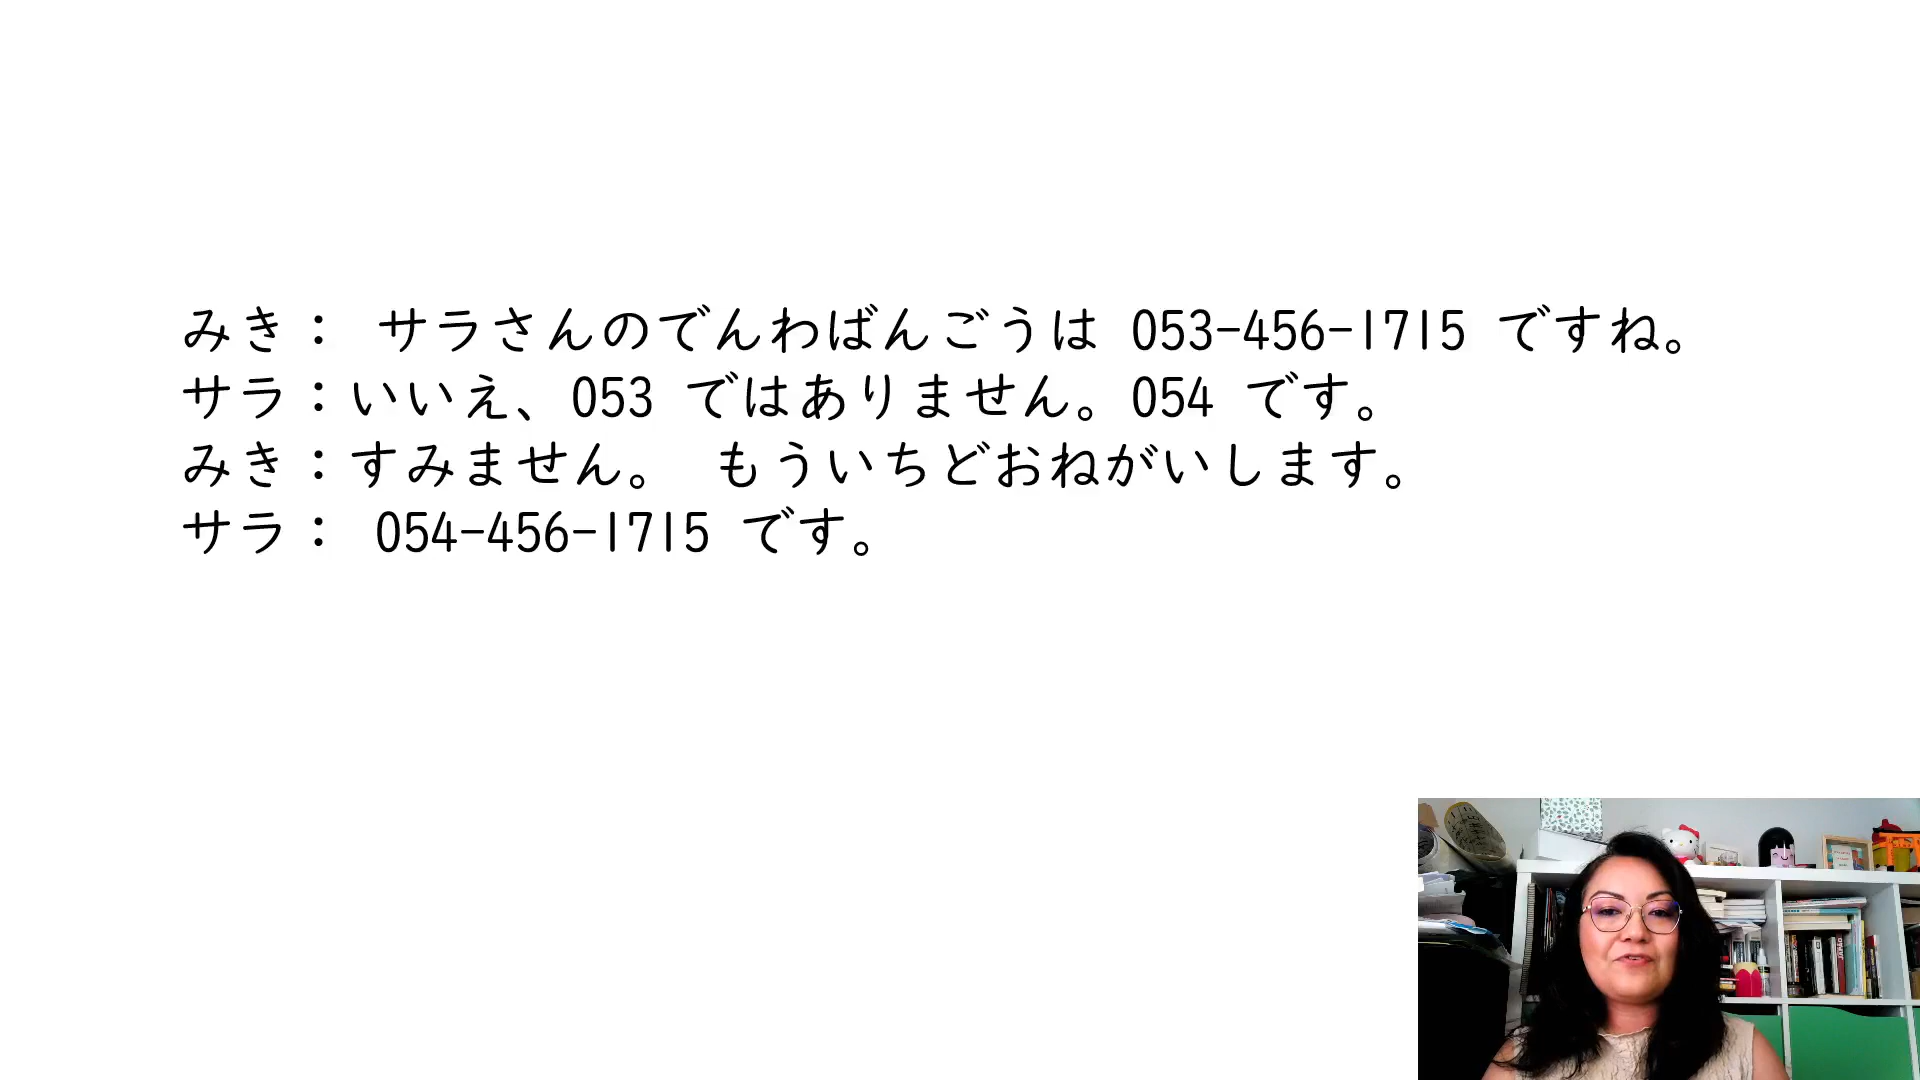 みき： サラさんのでんわばんごうは 053-456-1715 ですね。
サラ：いいえ、053 ではありません。054 です。
みき：すみません。 もういちどおねがいします。
サラ： 054-456-1715 です。